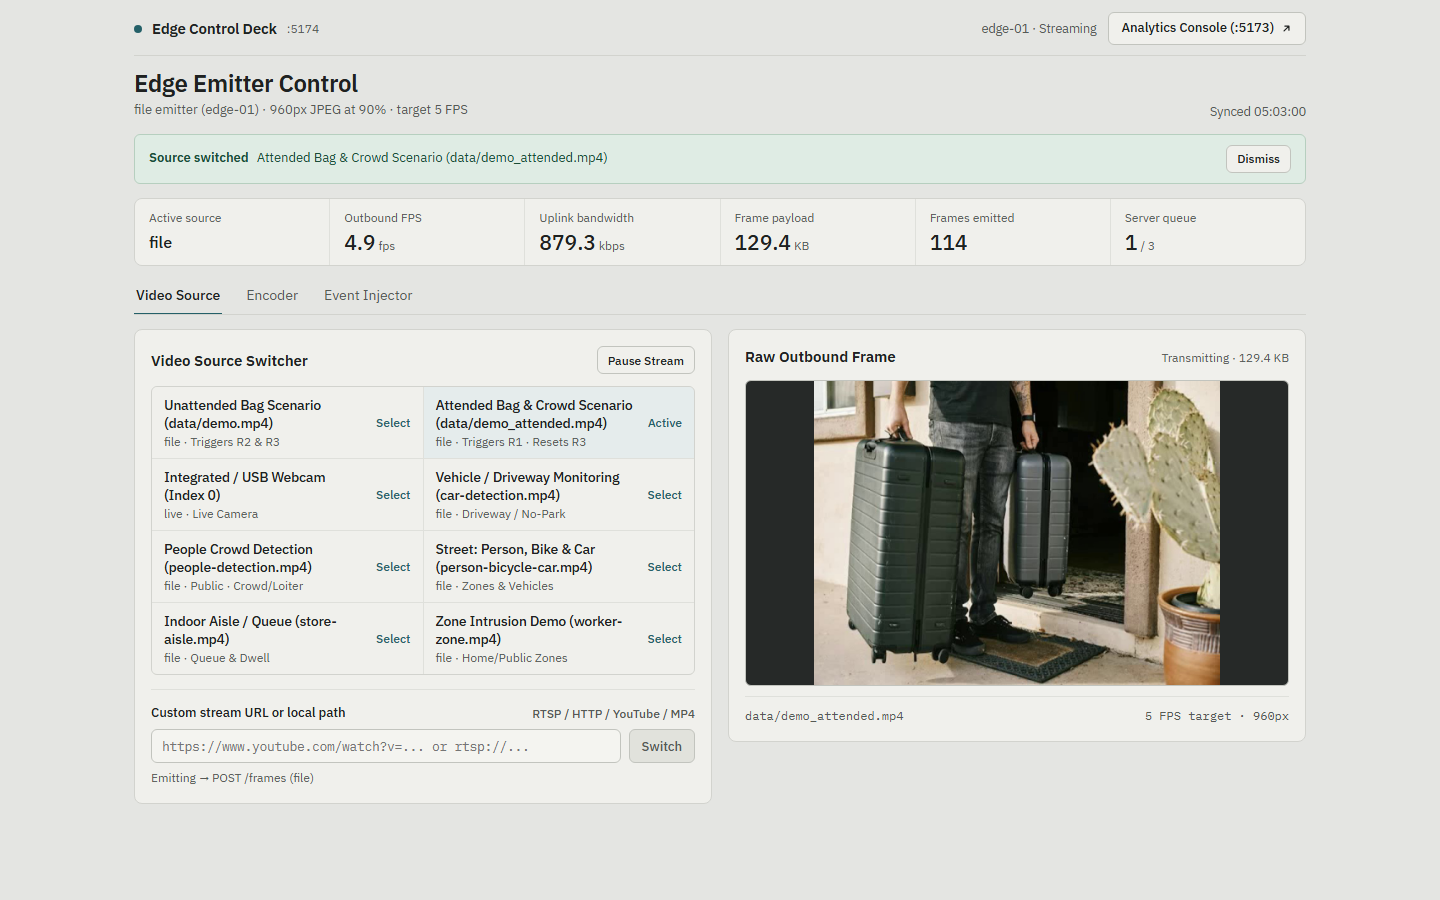 Edge Control Deck :5174
edge-01 · Streaming
Analytics Console (:5173) ↗
Edge Emitter Control
file emitter (edge-01) · 960px JPEG at 90% · target 5 FPS
Synced 05:03:00
Source switched Attended Bag & Crowd Scenario (data/demo_attended.mp4)
Dismiss
Active source
file
Outbound FPS
4.9 fps
Uplink bandwidth
879.3 kbps
Frame payload
129.4 KB
Frames emitted
114
Server queue
1 / 3
Video Source
Encoder
Event Injector
Video Source Switcher
Pause Stream
Unattended Bag Scenario
(data/demo.mp4)
file · Triggers R2 & R3
Select
Attended Bag & Crowd Scenario
(data/demo_attended.mp4)
file · Triggers R1 · Resets R3
Active
Integrated / USB Webcam
(Index 0)
live · Live Camera
Select
Vehicle / Driveway Monitoring
(car-detection.mp4)
file · Driveway / No-Park
Select
People Crowd Detection
(people-detection.mp4)
file · Public · Crowd/Loiter
Select
Street: Person, Bike & Car
(person-bicycle-car.mp4)
file · Zones & Vehicles
Select
Indoor Aisle / Queue (store-
aisle.mp4)
file · Queue & Dwell
Select
Zone Intrusion Demo (worker-
zone.mp4)
file · Home/Public Zones
Select
Custom stream URL or local path
RTSP / HTTP / YouTube / MP4
https://www.youtube.com/watch?v=... or rtsp://...
Switch
Emitting → POST /frames (file)
Raw Outbound Frame
Transmitting · 129.4 KB
data/demo_attended.mp4
5 FPS target · 960px